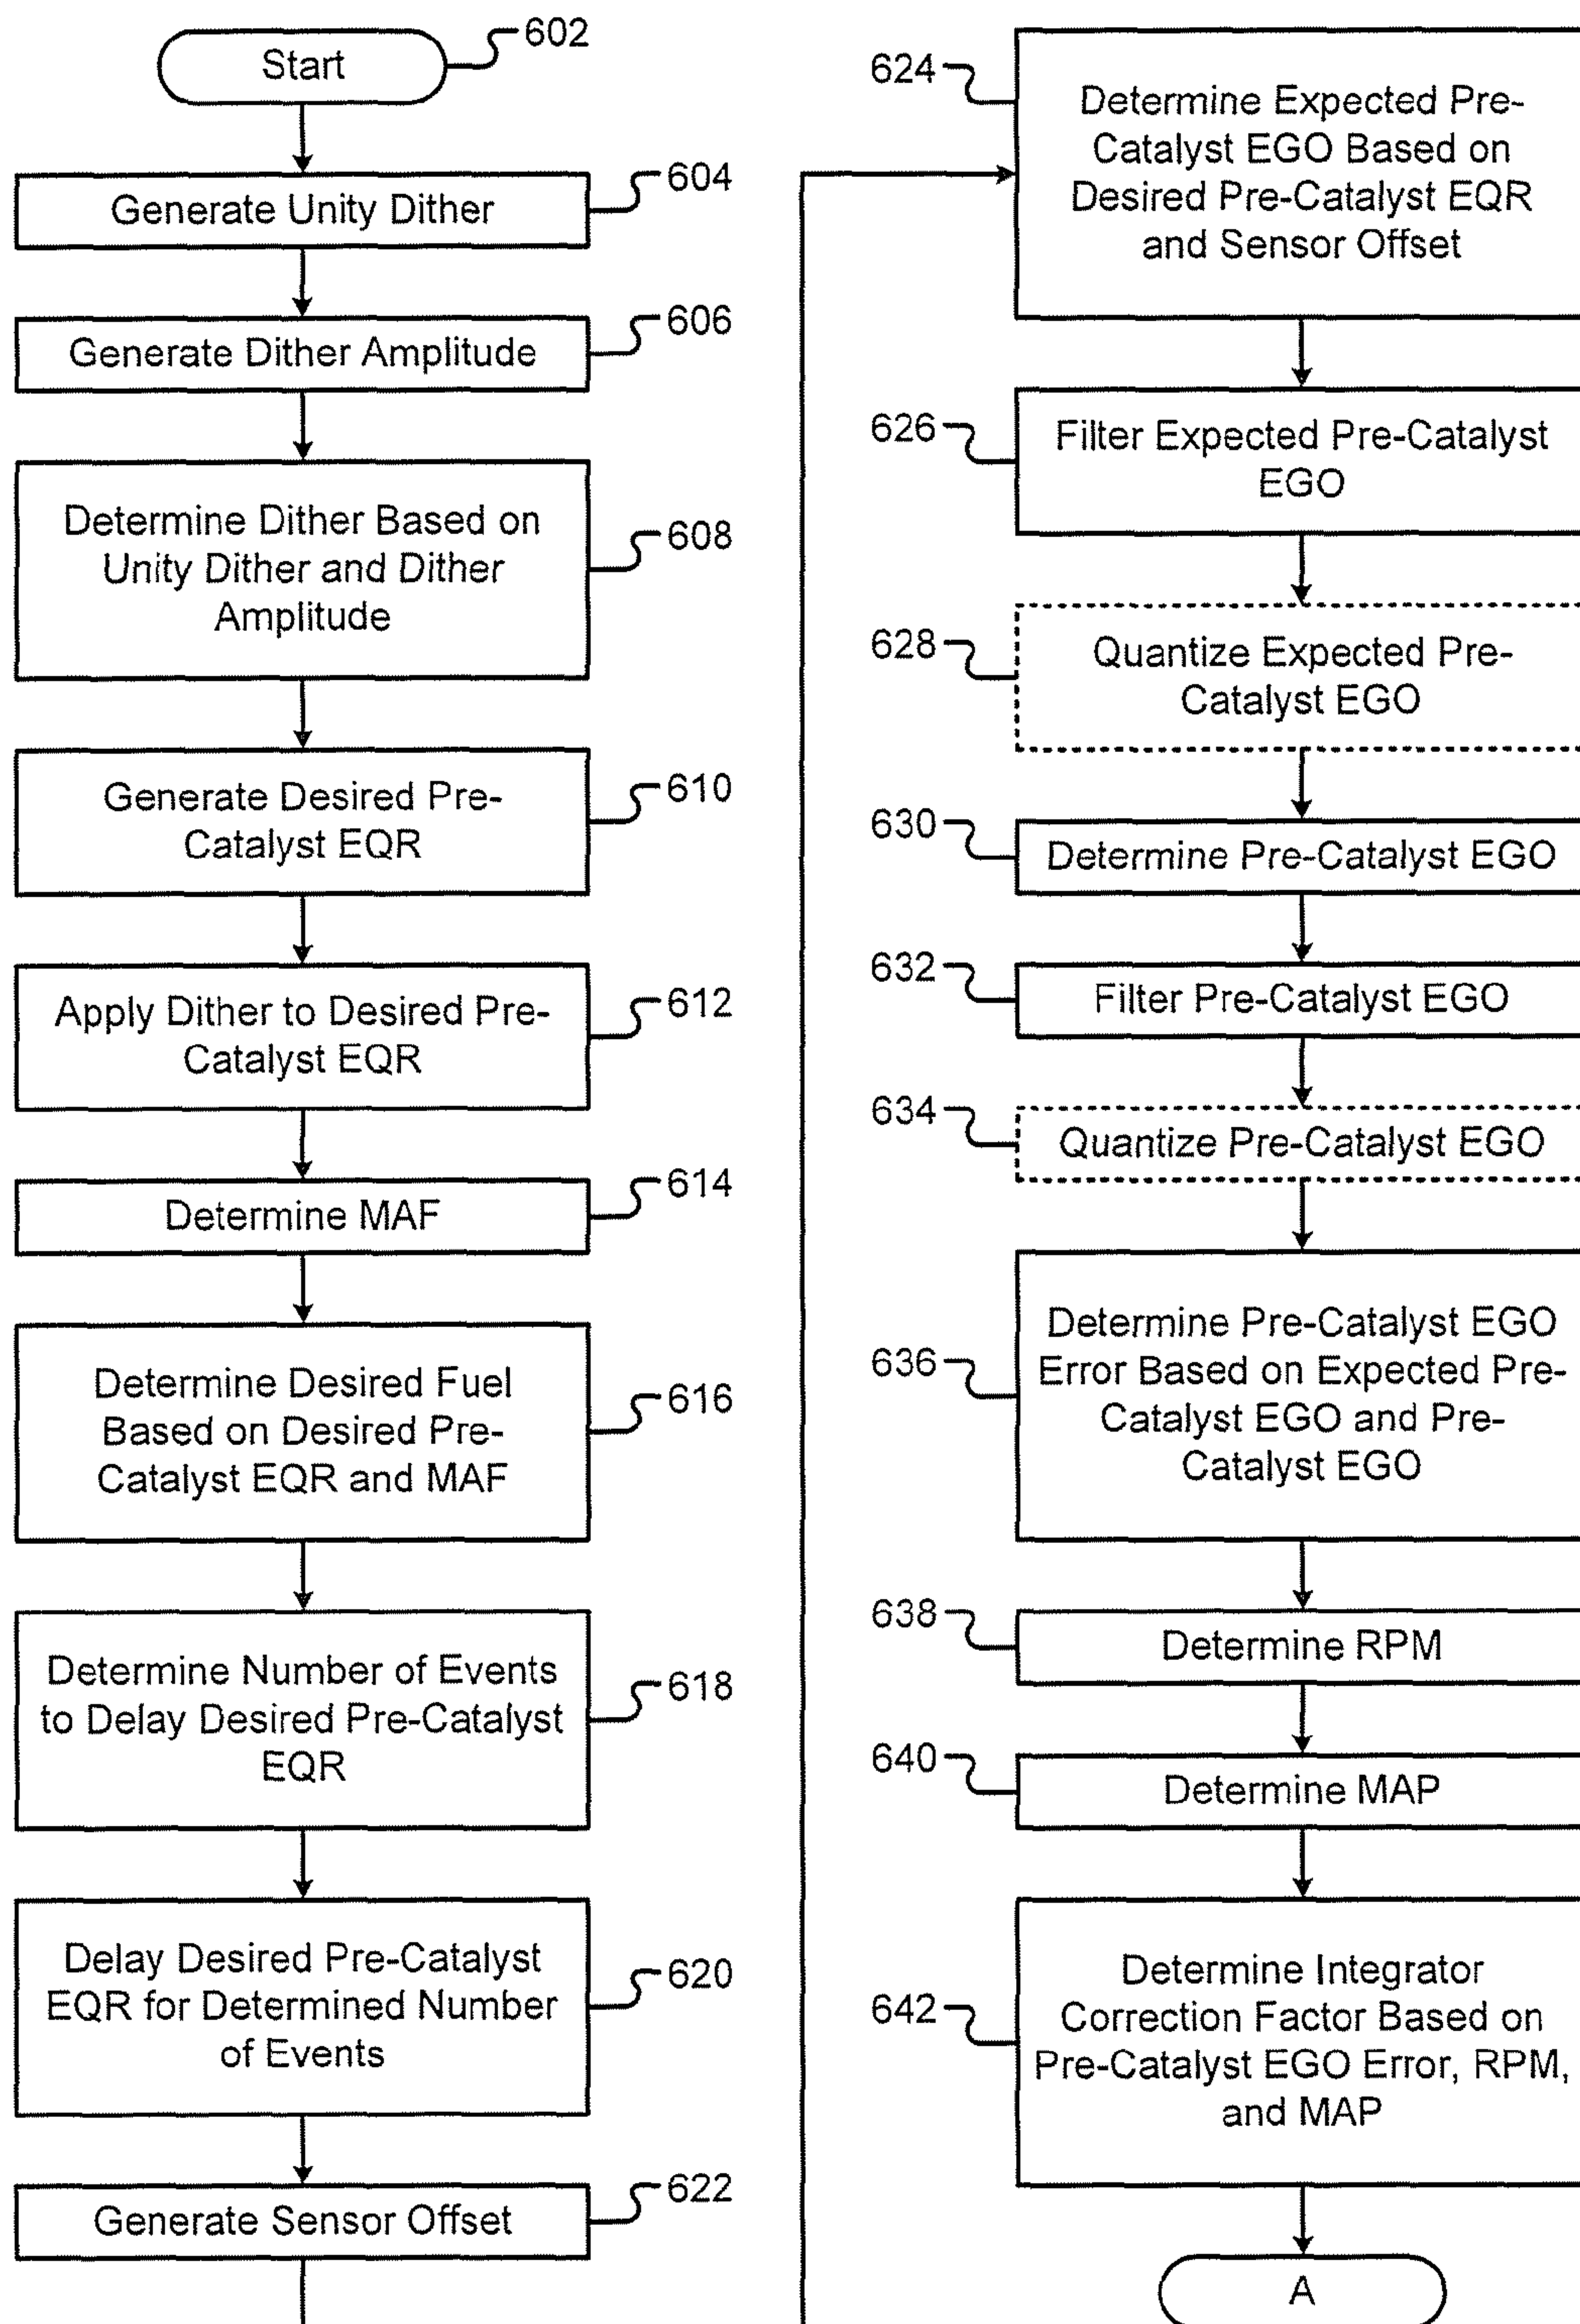 Start
602
Generate Unity Dither
604
Generate Dither Amplitude
606
Determine Dither Based on
Unity Dither and Dither
Amplitude
608
Generate Desired Pre-
Catalyst EQR
610
Apply Dither to Desired Pre-
Catalyst EQR
612
Determine MAF
614
Determine Desired Fuel
Based on Desired Pre-
Catalyst EQR and MAF
616
Determine Number of Events
to Delay Desired Pre-Catalyst
EQR
618
Delay Desired Pre-Catalyst
EQR for Determined Number
of Events
620
Generate Sensor Offset
622
624
Determine Expected Pre-
Catalyst EGO Based on
Desired Pre-Catalyst EQR
and Sensor Offset
626
Filter Expected Pre-Catalyst
EGO
628
Quantize Expected Pre-
Catalyst EGO
630
Determine Pre-Catalyst EGO
632
Filter Pre-Catalyst EGO
634
Quantize Pre-Catalyst EGO
636
Determine Pre-Catalyst EGO
Error Based on Expected Pre-
Catalyst EGO and Pre-
Catalyst EGO
638
Determine RPM
640
Determine MAP
642
Determine Integrator
Correction Factor Based on
Pre-Catalyst EGO Error, RPM,
and MAP
A